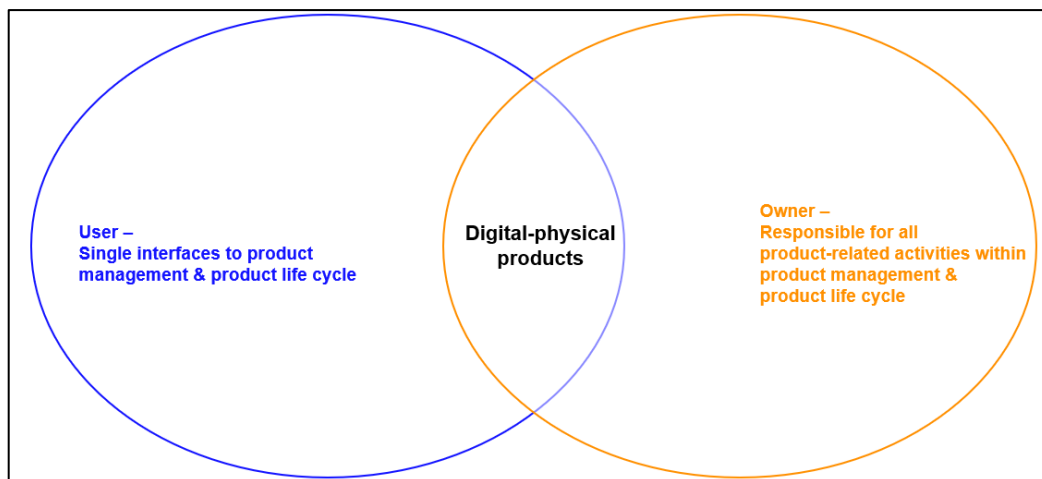 User –
Single interfaces to product
management & product life cycle
Digital-physical
products
Owner –
Responsible for all
product-related activities within
product management &
product life cycle